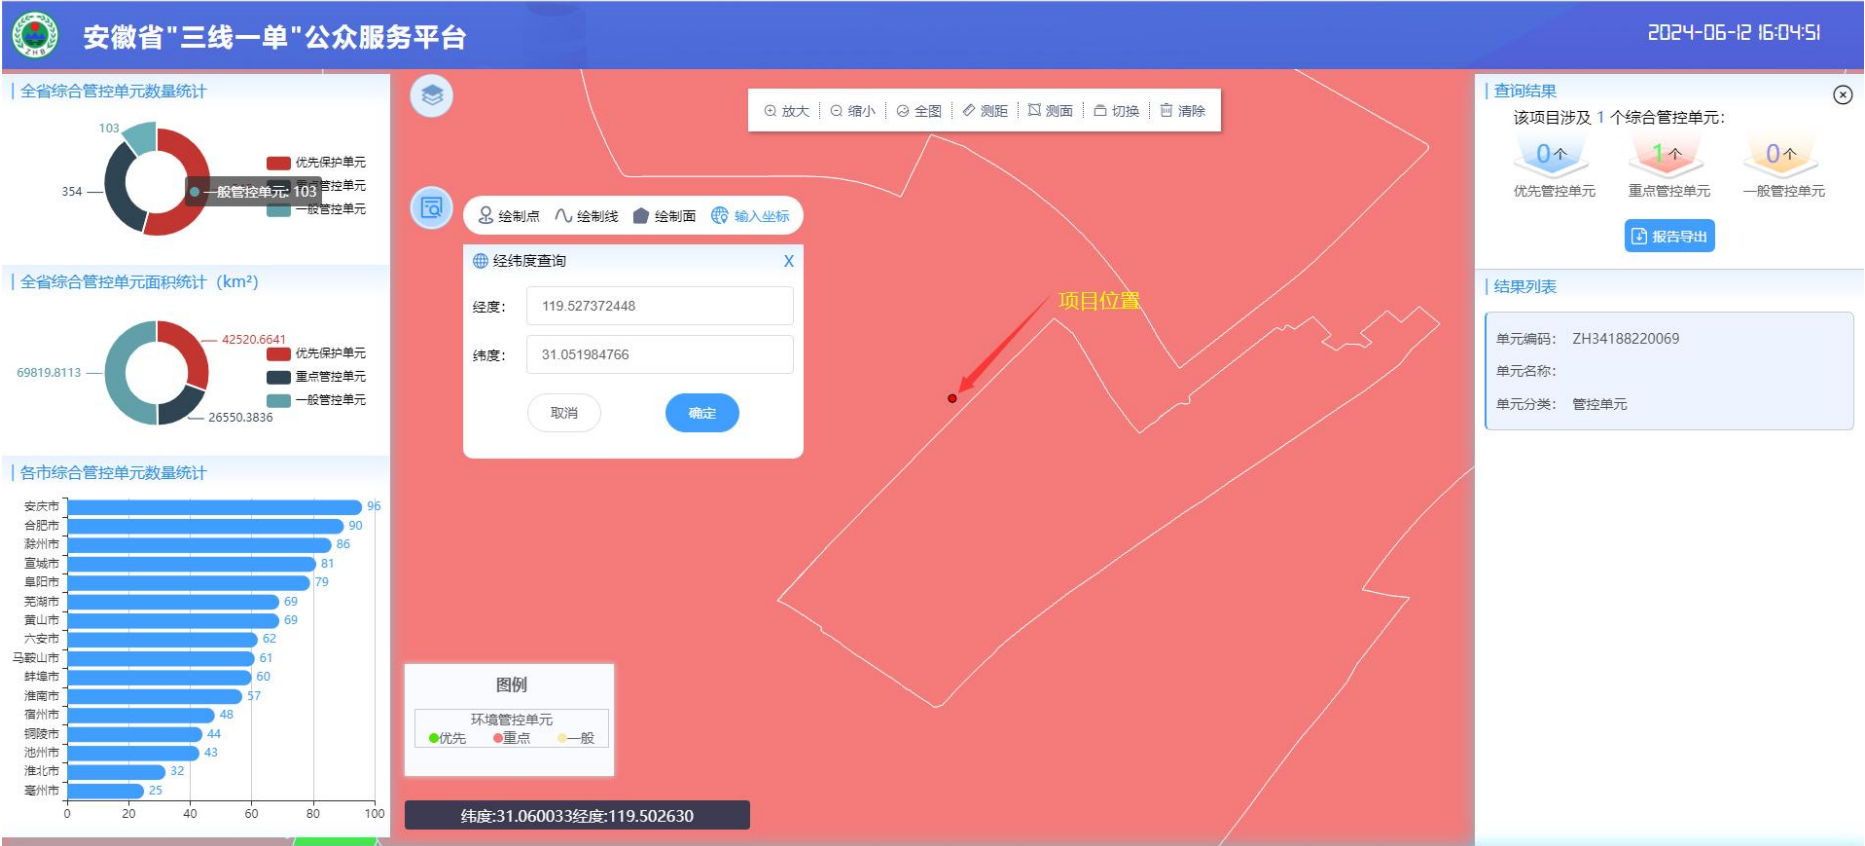 安徽省"三线一单"公众服务平台
2024-06-12 16:04:51
全省综合管控单元数量统计
103
354
优先保护单元
重点管控单元
一般管控单元
一般管控单元: 103
全省综合管控单元面积统计（km²）
42520.6641
69819.8113
26550.3836
优先保护单元
重点管控单元
一般管控单元
各市综合管控单元数量统计
安庆市 96
合肥市 90
滁州市 86
宣城市 81
阜阳市 79
芜湖市 69
黄山市 69
六安市 62
马鞍山市 61
蚌埠市 60
淮南市 57
宿州市 48
铜陵市 44
池州市 43
淮北市 32
亳州市 25
0 20 40 60 80 100
放大 缩小 全图 测距 测面 切换 清除
绘制点 绘制线 绘制面 输入坐标
经纬度查询 X
经度： 119.527372448
纬度： 31.051984766
取消 确定
项目位置
图例
环境管控单元
优先 重点 一般
纬度:31.060033经度:119.502630
查询结果
该项目涉及 1 个综合管控单元：
0个 1个 0个
优先管控单元 重点管控单元 一般管控单元
报告导出
结果列表
单元编码： ZH34188220069
单元名称：
单元分类： 管控单元